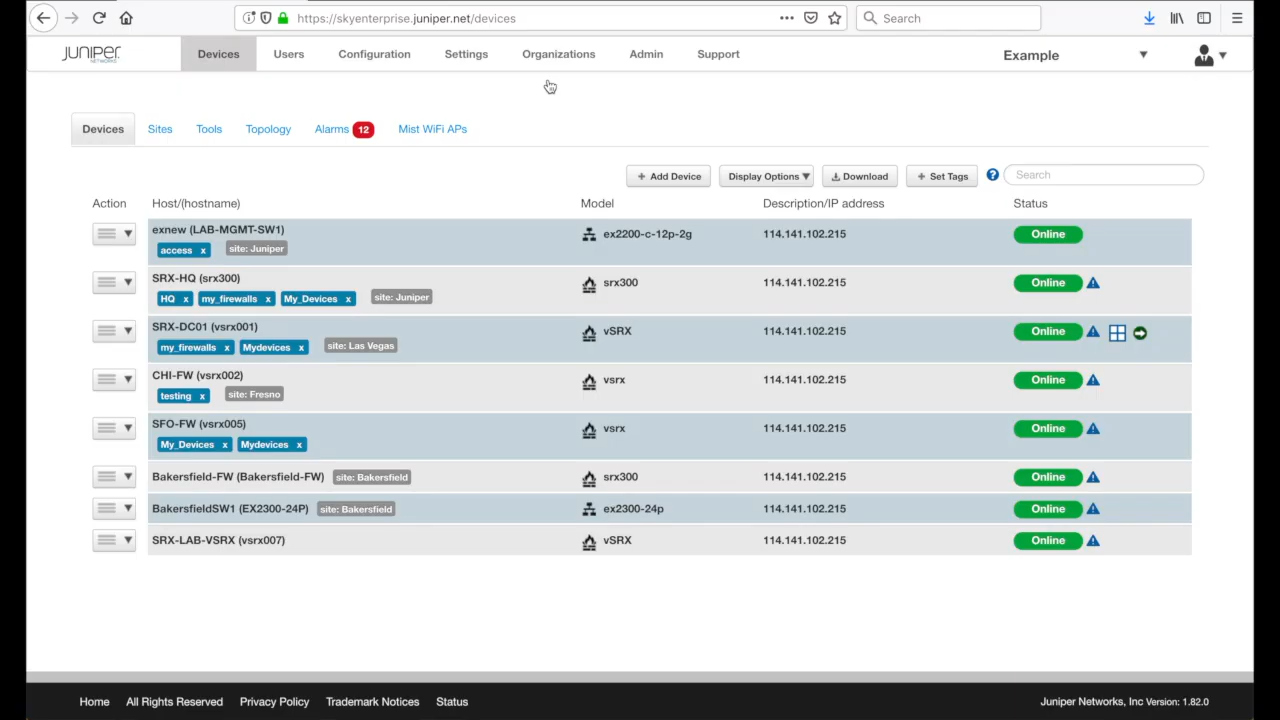 https://skyenterprise.juniper.net/devices
Search
JUNIPER NETWORKS
Devices Users Configuration Settings Organizations Admin Support Example
Devices Sites Tools Topology Alarms 12 Mist WiFi APs
+ Add Device Display Options Download + Set Tags ? Search
Action Host/(hostname) Model Description/IP address Status
exnew (LAB-MGMT-SW1) ex2200-c-12p-2g 114.141.102.215 Online
access x site: Juniper
SRX-HQ (srx300) srx300 114.141.102.215 Online
HQ x my_firewalls x My_Devices x site: Juniper
SRX-DC01 (vsrx001) vSRX 114.141.102.215 Online
my_firewalls x Mydevices x site: Las Vegas
CHI-FW (vsrx002) vsrx 114.141.102.215 Online
testing x site: Fresno
SFO-FW (vsrx005) vsrx 114.141.102.215 Online
My_Devices x Mydevices x
Bakersfield-FW (Bakersfield-FW) site: Bakersfield srx300 114.141.102.215 Online
BakersfieldSW1 (EX2300-24P) site: Bakersfield ex2300-24p 114.141.102.215 Online
SRX-LAB-VSRX (vsrx007) vSRX 114.141.102.215 Online
Home All Rights Reserved Privacy Policy Trademark Notices Status Juniper Networks, Inc Version: 1.82.0